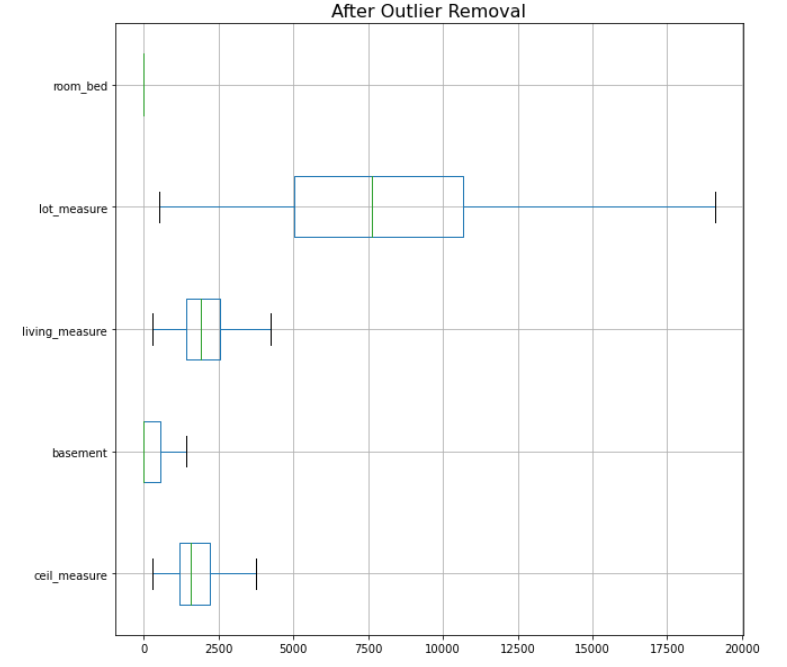 After Outlier Removal
room_bed
lot_measure
living_measure
basement
ceil_measure
0 2500 5000 7500 10000 12500 15000 17500 20000